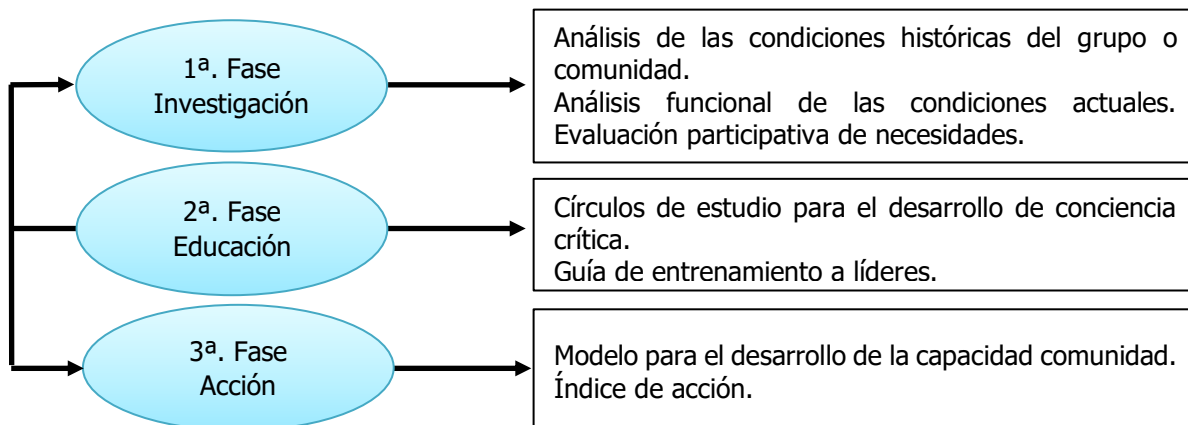 1ª. Fase
Investigación
Análisis de las condiciones históricas del grupo o
comunidad.
Análisis funcional de las condiciones actuales.
Evaluación participativa de necesidades.
2ª. Fase
Educación
Círculos de estudio para el desarrollo de conciencia
crítica.
Guía de entrenamiento a líderes.
3ª. Fase
Acción
Modelo para el desarrollo de la capacidad comunidad.
Índice de acción.